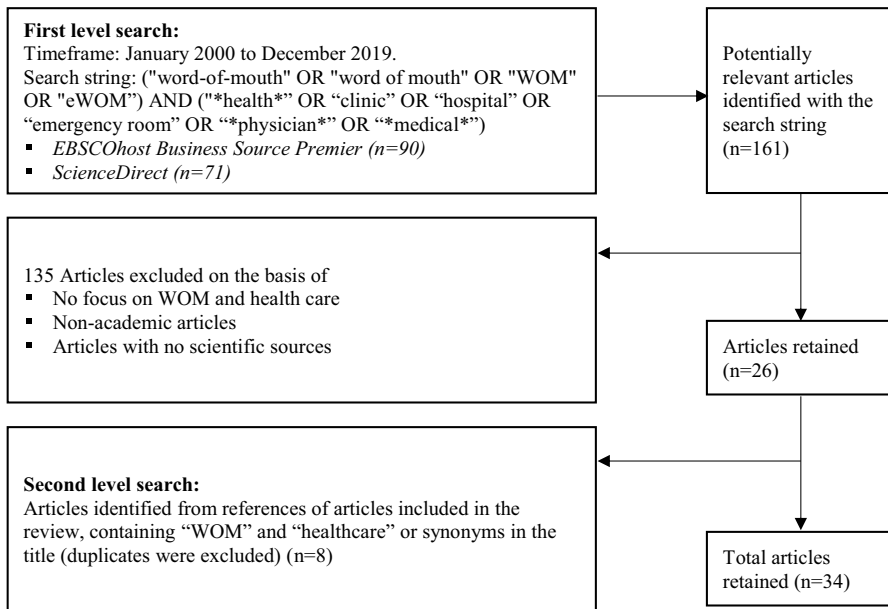 First level search:
Timeframe: January 2000 to December 2019.
Search string: ("word-of-mouth" OR "word of mouth" OR "WOM"
OR "eWOM”) AND ("*health*" OR “clinic” OR “hospital” OR
“emergency room” OR “*physician*” OR “*medical*”)
▪ EBSCOhost Business Source Premier (n=90)
▪ ScienceDirect (n=71)
Potentially
relevant articles
identified with the
search string
(n=161)
135 Articles excluded on the basis of
▪ No focus on WOM and health care
▪ Non-academic articles
▪ Articles with no scientific sources
Articles retained
(n=26)
Second level search:
Articles identified from references of articles included in the
review, containing “WOM” and “healthcare” or synonyms in
the title (duplicates were excluded) (n=8)
Total articles
retained (n=34)